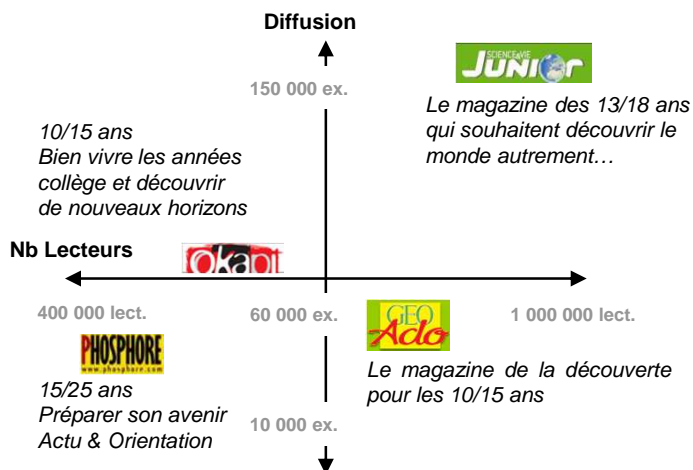 Diffusion
SCIENCE&VIE
JUNIOR
150 000 ex.
Le magazine des 13/18 ans
qui souhaitent découvrir le
monde autrement…
10/15 ans
Bien vivre les années
collège et découvrir
de nouveaux horizons
Nb Lecteurs
Okapi
400 000 lect.
60 000 ex.
GEO
Ado
1 000 000 lect.
PHOSPHORE
www.phosphore.com
Le magazine de la découverte
pour les 10/15 ans
15/25 ans
Préparer son avenir
Actu & Orientation
10 000 ex.